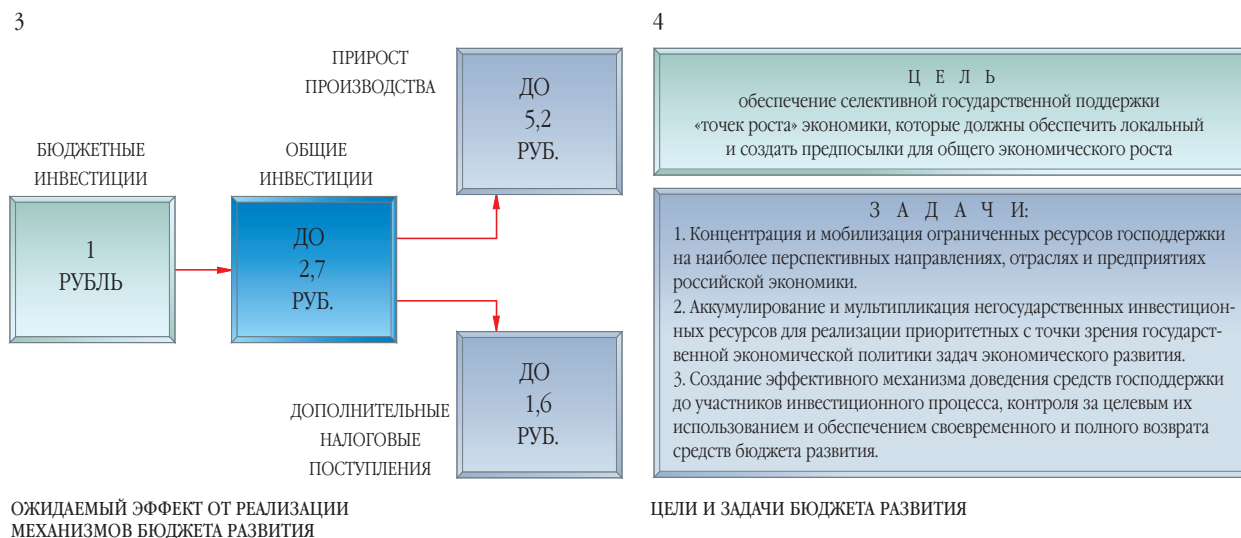 3
ПРИРОСТ
ПРОИЗВОДСТВА
ДО
5,2
РУБ.
БЮДЖЕТНЫЕ
ИНВЕСТИЦИИ
1
РУБЛЬ
ОБЩИЕ
ИНВЕСТИЦИИ
ДО
2,7
РУБ.
ДОПОЛНИТЕЛЬНЫЕ
НАЛОГОВЫЕ
ПОСТУПЛЕНИЯ
ДО
1,6
РУБ.
ОЖИДАЕМЫЙ ЭФФЕКТ ОТ РЕАЛИЗАЦИИ
МЕХАНИЗМОВ БЮДЖЕТА РАЗВИТИЯ
4
Ц Е Л Ь
обеспечение селективной государственной поддержки
«точек роста» экономики, которые должны обеспечить локальный
и создать предпосылки для общего экономического роста
З А Д А Ч И:
1. Концентрация и мобилизация ограниченных ресурсов господдержки
на наиболее перспективных направлениях, отраслях и предприятиях
российской экономики.
2. Аккумулирование и мультипликация негосударственных инвестицион-
ных ресурсов для реализации приоритетных с точки зрения государст-
венной экономической политики задач экономического развития.
3. Создание эффективного механизма доведения средств господдержки
до участников инвестиционного процесса, контроля за целевым их
использованием и обеспечением своевременного и полного возврата
средств бюджета развития.
ЦЕЛИ И ЗАДАЧИ БЮДЖЕТА РАЗВИТИЯ